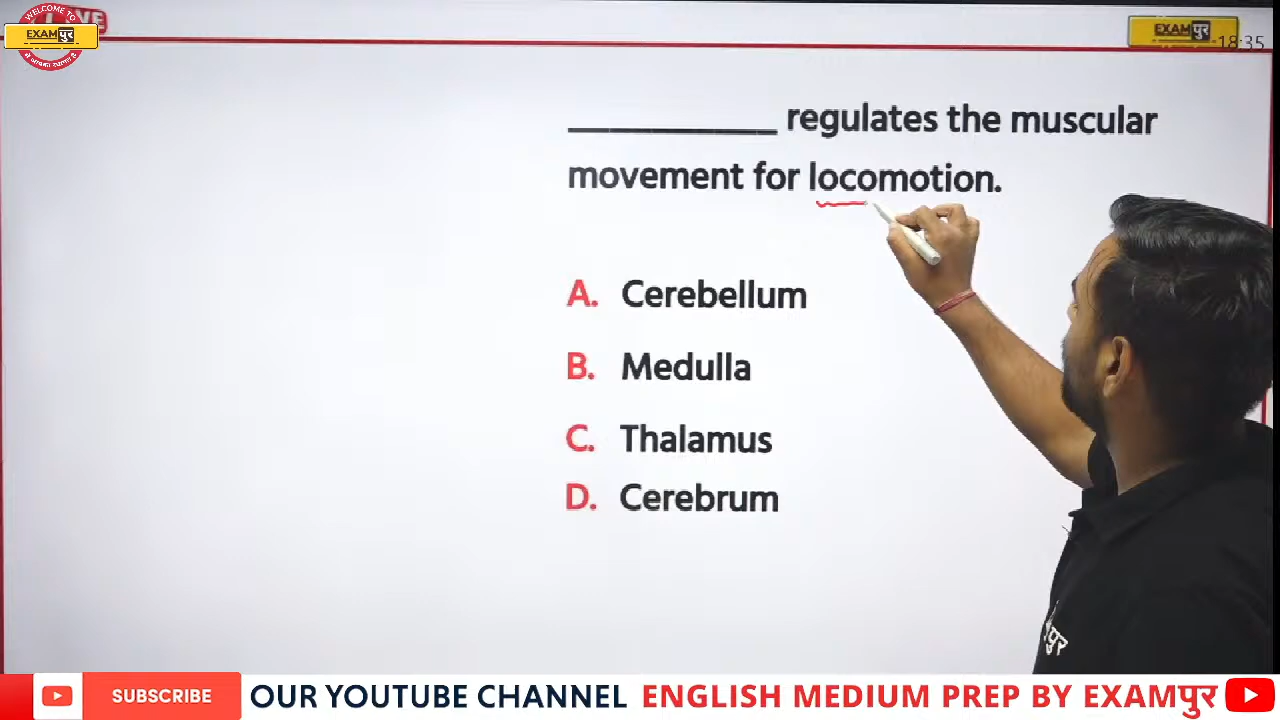 WELCOME TO
LIVE
EXAMपुर
EXAMपुर
18:35
____________ regulates the muscular
movement for locomotion.
A. Cerebellum
B. Medulla
C. Thalamus
D. Cerebrum
SUBSCRIBE
OUR YOUTUBE CHANNEL ENGLISH MEDIUM PREP BY EXAMपुर